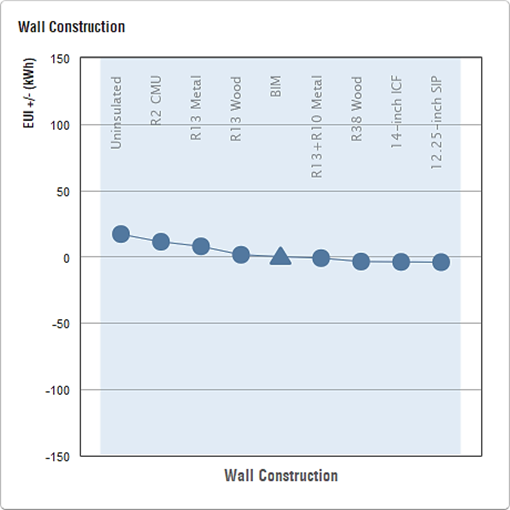 Wall Construction
EUI +/- (kWh)
150
100
50
0
-50
-100
-150
Uninsulated
R2 CMU
R13 Metal
R13 Wood
BIM
R13+R10 Metal
R38 Wood
14-inch ICF
12.25-inch SIP
Wall Construction